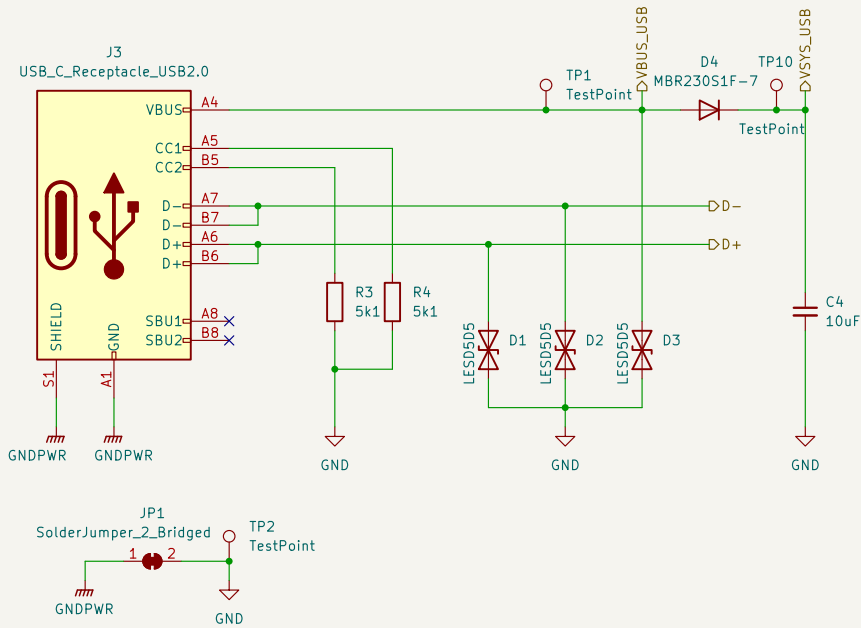 J3
USB_C_Receptacle_USB2.0
VBUS
A4
CC1
A5
CC2
B5
D-
A7
D-
B7
D+
A6
D+
B6
SBU1
A8
SBU2
B8
SHIELD
GND
S1
A1
GNDPWR
GNDPWR
R3
5k1
R4
5k1
GND
TP1
TestPoint
VBUS_USB
D4
MBR230S1F-7
TP10
TestPoint
VSYS_USB
D-
D+
D1
LESD5D5
D2
LESD5D5
D3
LESD5D5
GND
C4
10uF
GND
JP1
SolderJumper_2_Bridged
1
2
TP2
TestPoint
GNDPWR
GND